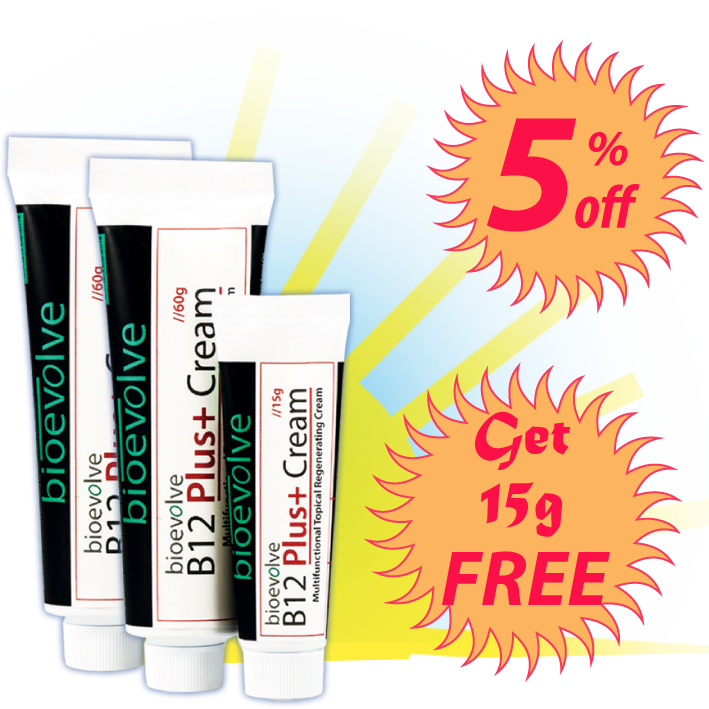 bioevolve
//60g
bioevolve
//60g
bioevolve
B12 Plus+ Cream
bioevolve
//15g
bioevolve
B12 Plus+ Cream
Multifunctional Topical Regenerating Cream
5%
off
Get
15g
FREE